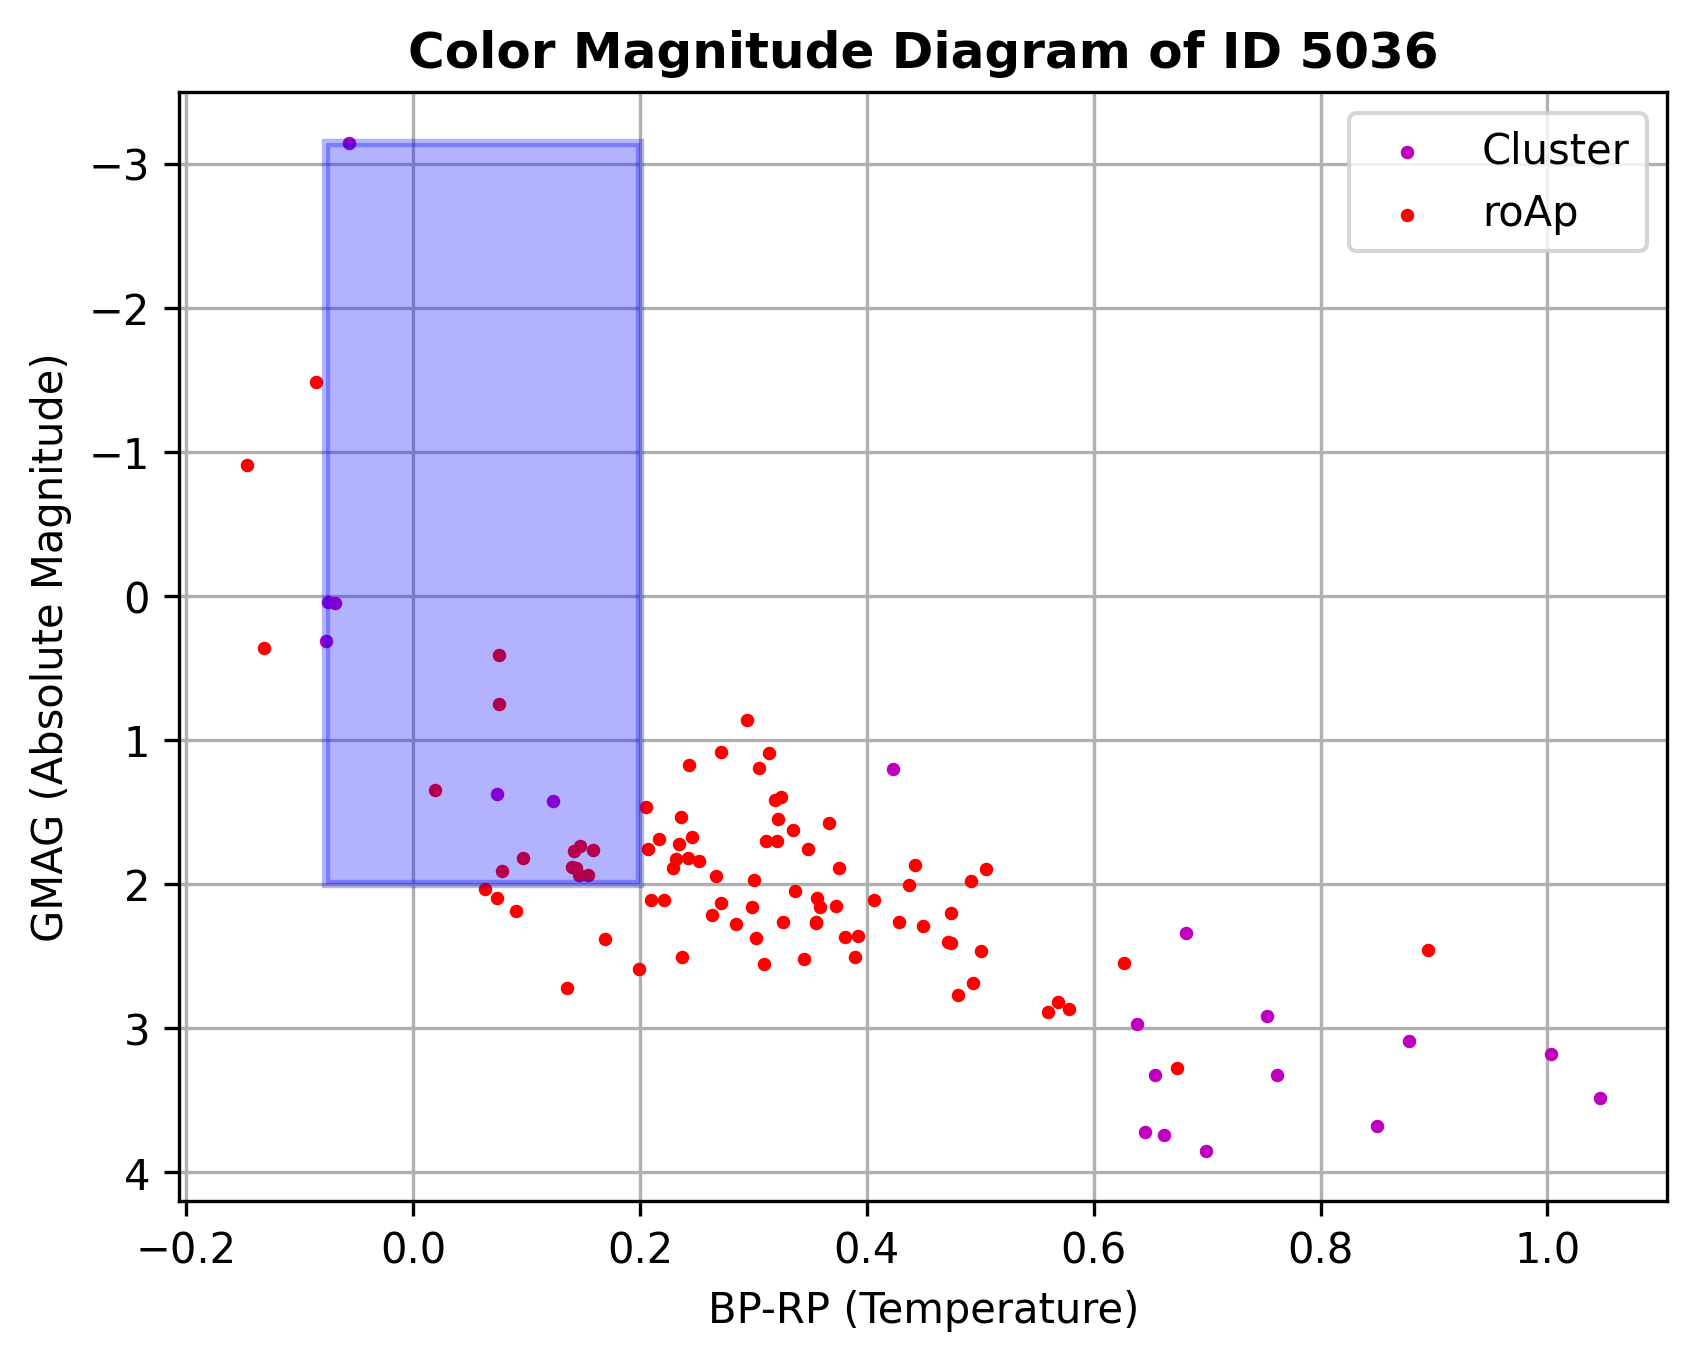 Color Magnitude Diagram of ID 5036
Cluster
roAp
GMAG (Absolute Magnitude)
−3
−2
−1
0
1
2
3
4
−0.2 0.0 0.2 0.4 0.6 0.8 1.0
BP-RP (Temperature)